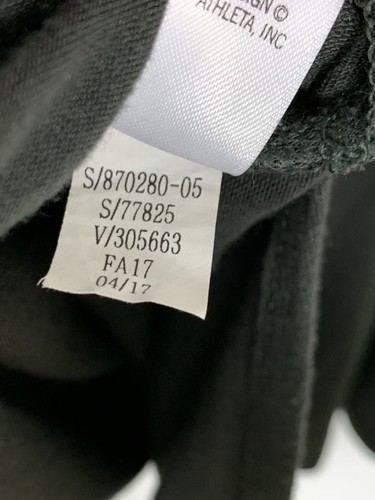 ©
ATHLETA, INC
S/870280-05
S/77825
V/305663
FA17
04/17